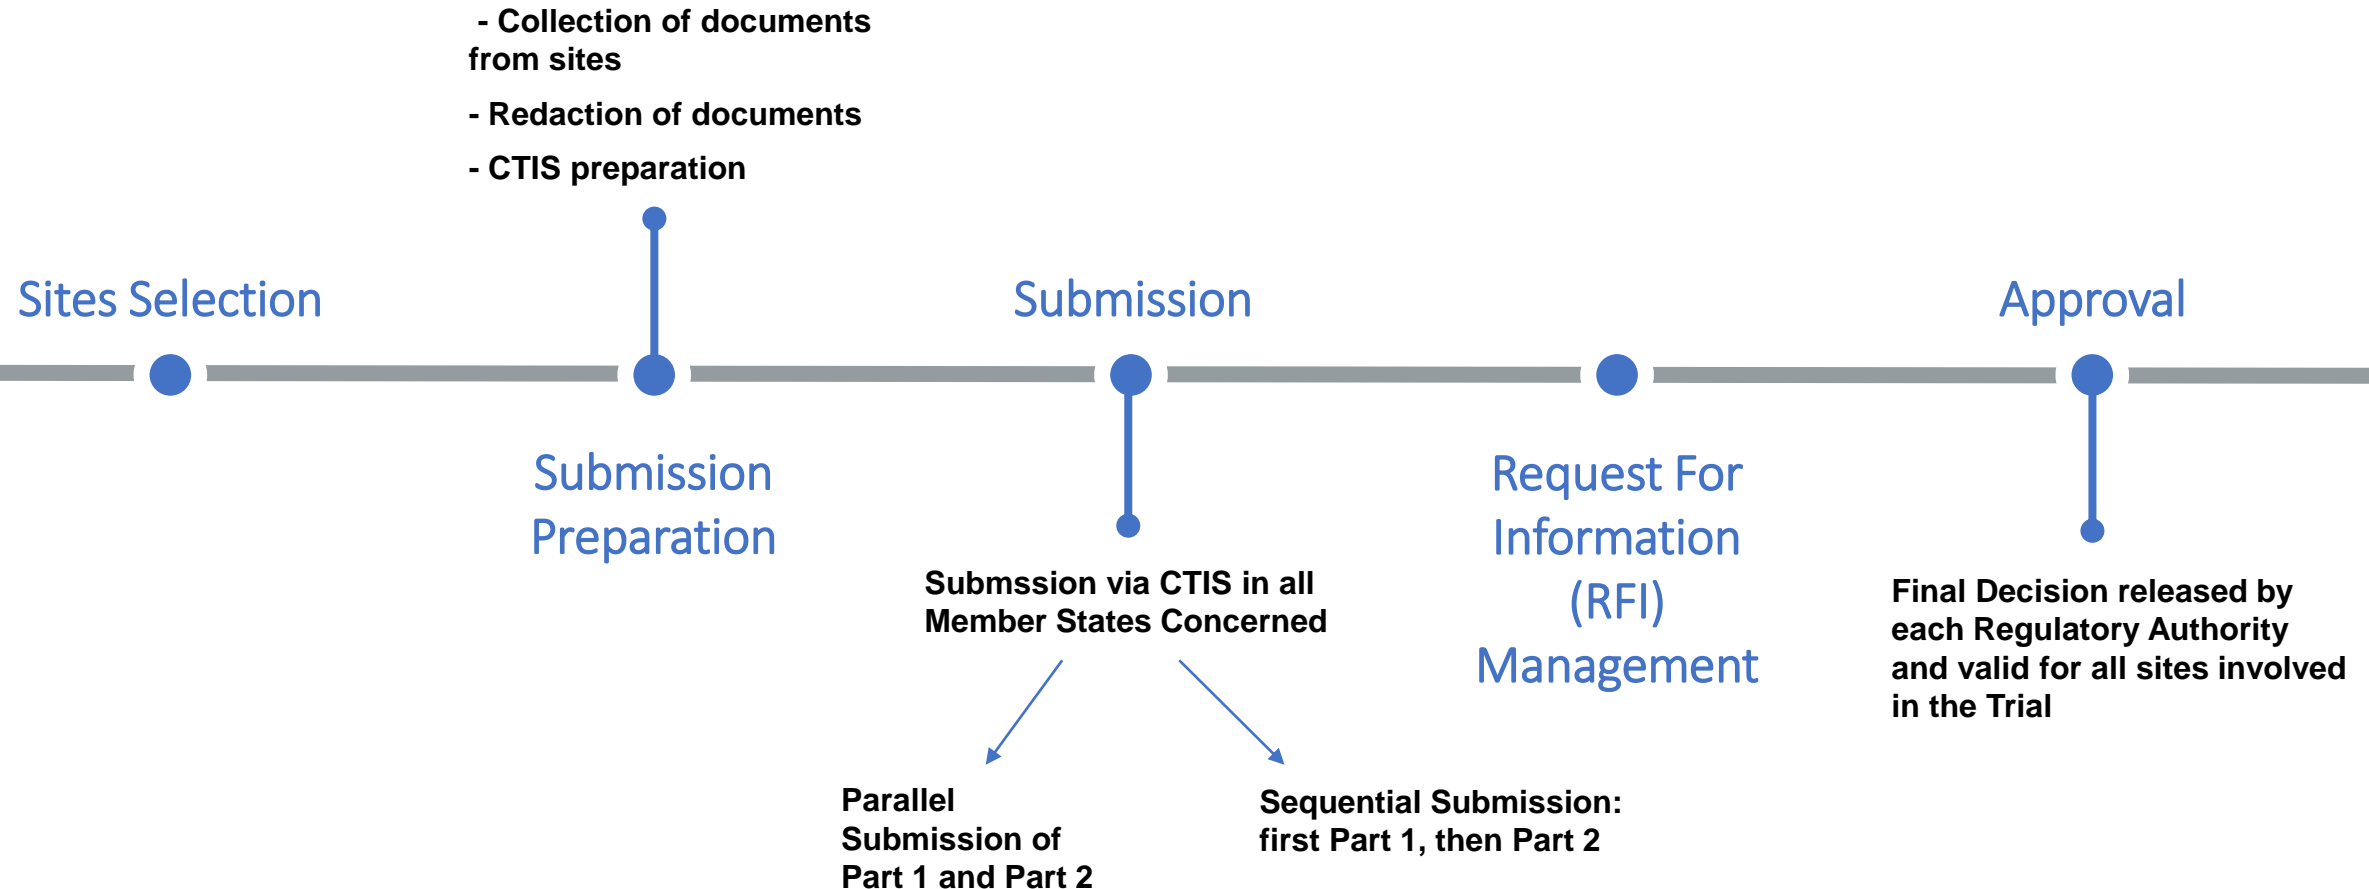 - Collection of documents
from sites
- Redaction of documents
- CTIS preparation
Sites Selection
Submission
Preparation
Submission
Submssion via CTIS in all
Member States Concerned
Parallel
Submission of
Part 1 and Part 2
Sequential Submission:
first Part 1, then Part 2
Request For
Information
(RFI)
Management
Approval
Final Decision released by
each Regulatory Authority
and valid for all sites involved
in the Trial